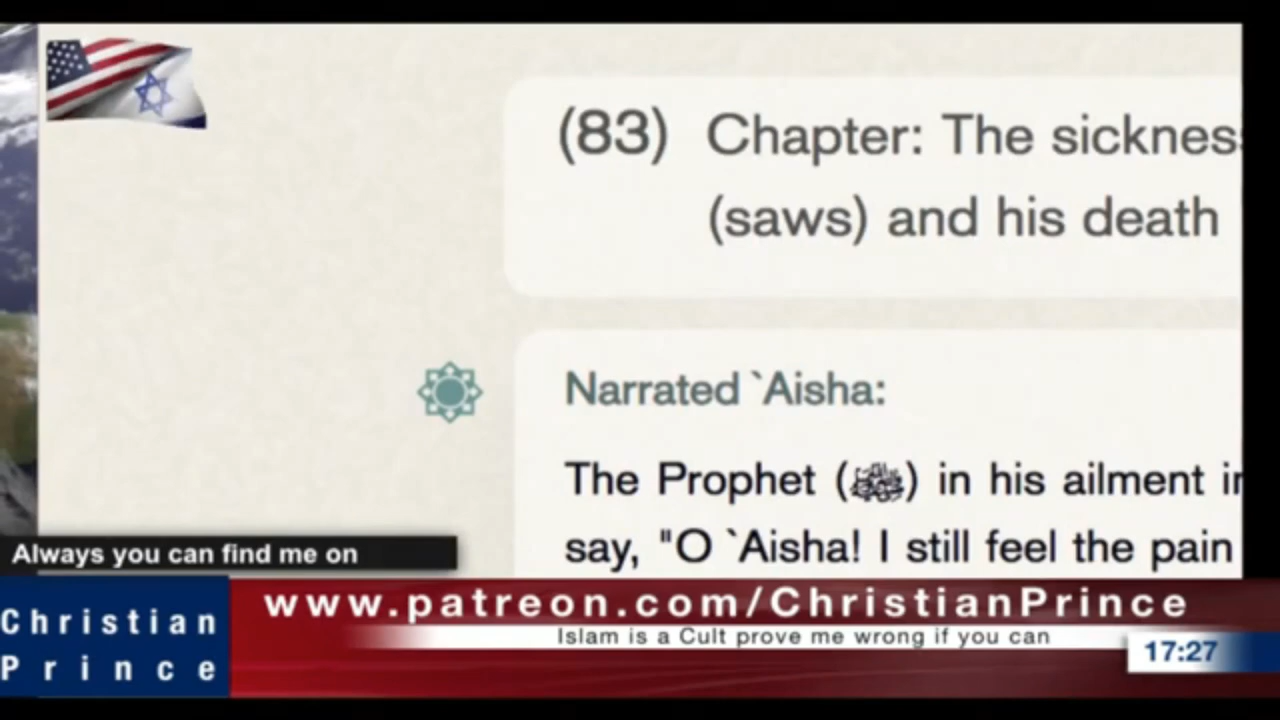 (83) Chapter: The sickness
(saws) and his death
Narrated `Aisha:
The Prophet (ﷺ) in his ailment in
say, "O `Aisha! I still feel the pain
Always you can find me on
Christian
Prince
www.patreon.com/ChristianPrince
Islam is a Cult prove me wrong if you can
17:27